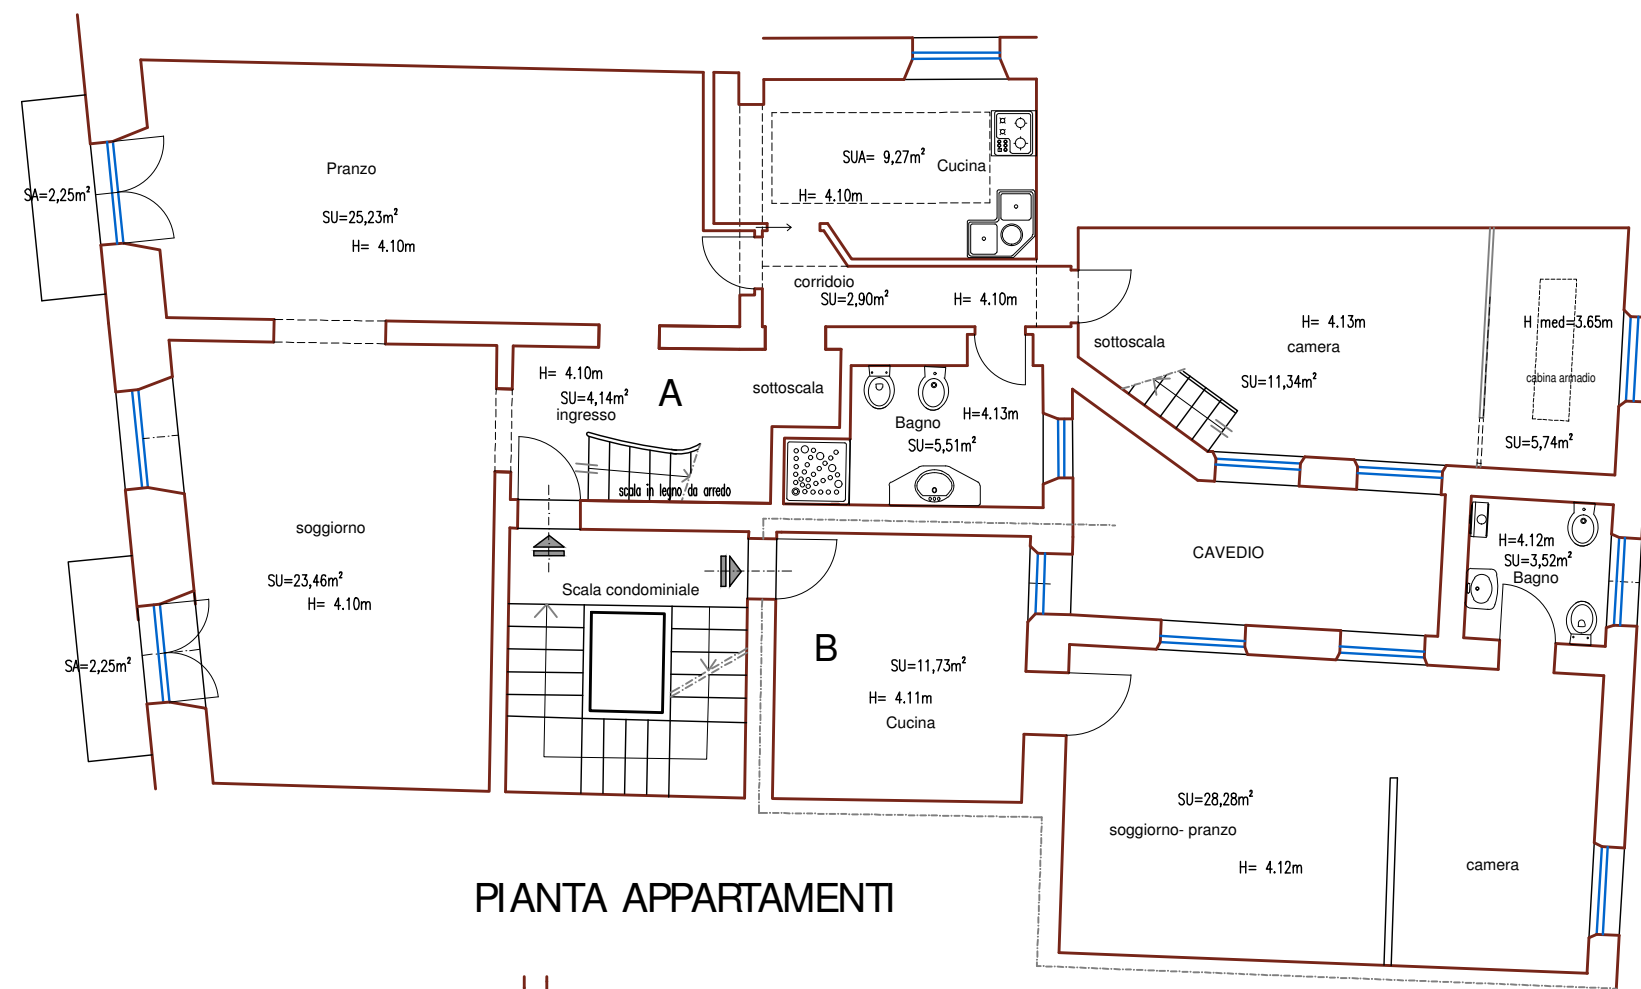 Pranzo
SU=25,23m²
H= 4.10m
SA=2,25m²
SUA= 9,27m²
Cucina
H= 4.10m
corridoio
SU=2,90m²
H= 4.10m
sottoscala
H= 4.13m
camera
SU=11,34m²
H med=3.65m
cabina armadio
SU=5,74m²
H= 4.10m
SU=4,14m²
ingresso
A
sottoscala
scala in legno da arredo
Bagno
H=4.13m
SU=5,51m²
soggiorno
SU=23,46m²
H= 4.10m
SA=2,25m²
Scala condominiale
CAVEDIO
H=4.12m
SU=3,52m²
Bagno
B
SU=11,73m²
H= 4.11m
Cucina
SU=28,28m²
soggiorno- pranzo
H= 4.12m
camera
PIANTA APPARTAMENTI